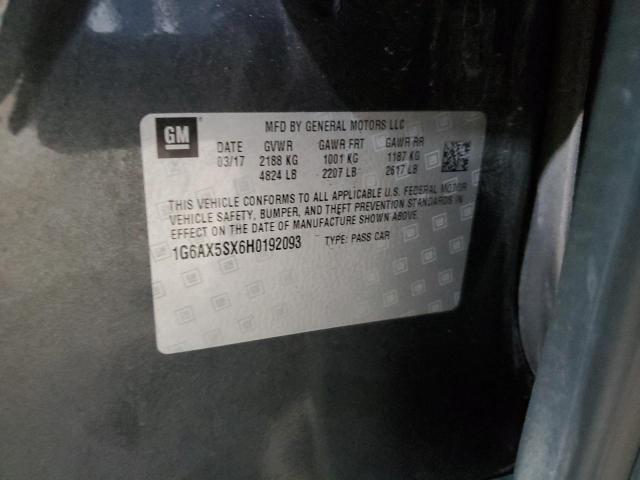 GM
MFD BY GENERAL MOTORS LLC
DATE GVWR GAWR FRT GAWR RR
03/17 2188 KG 1001 KG 1187 KG
4824 LB 2207 LB 2617 LB
THIS VEHICLE CONFORMS TO ALL APPLICABLE U.S. FEDERAL MOTOR
VEHICLE SAFETY, BUMPER, AND THEFT PREVENTION STANDARDS IN
EFFECT ON THE DATE OF MANUFACTURE SHOWN ABOVE.
1G6AX5SX6H0192093 TYPE: PASS CAR